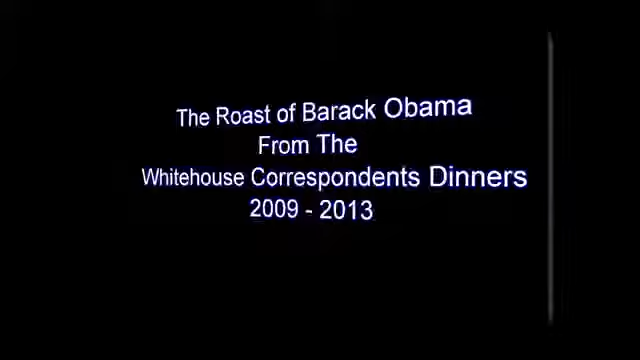 The Roast of Barack Obama
From The
Whitehouse Correspondents Dinners
2009 - 2013